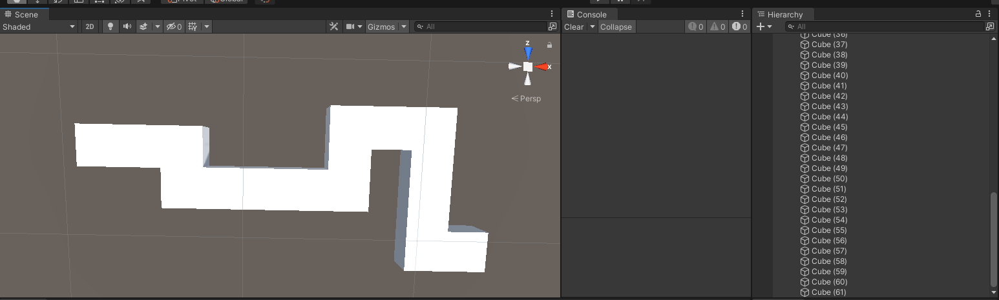 Pivot
Global
Scene
Shaded
2D
0
Gizmos
All
z
x
Persp
Console
Clear
Collapse
0
0
0
Hierarchy
All
Cube (36)
Cube (37)
Cube (38)
Cube (39)
Cube (40)
Cube (41)
Cube (42)
Cube (43)
Cube (44)
Cube (45)
Cube (46)
Cube (47)
Cube (48)
Cube (49)
Cube (50)
Cube (51)
Cube (52)
Cube (53)
Cube (54)
Cube (55)
Cube (56)
Cube (57)
Cube (58)
Cube (59)
Cube (60)
Cube (61)